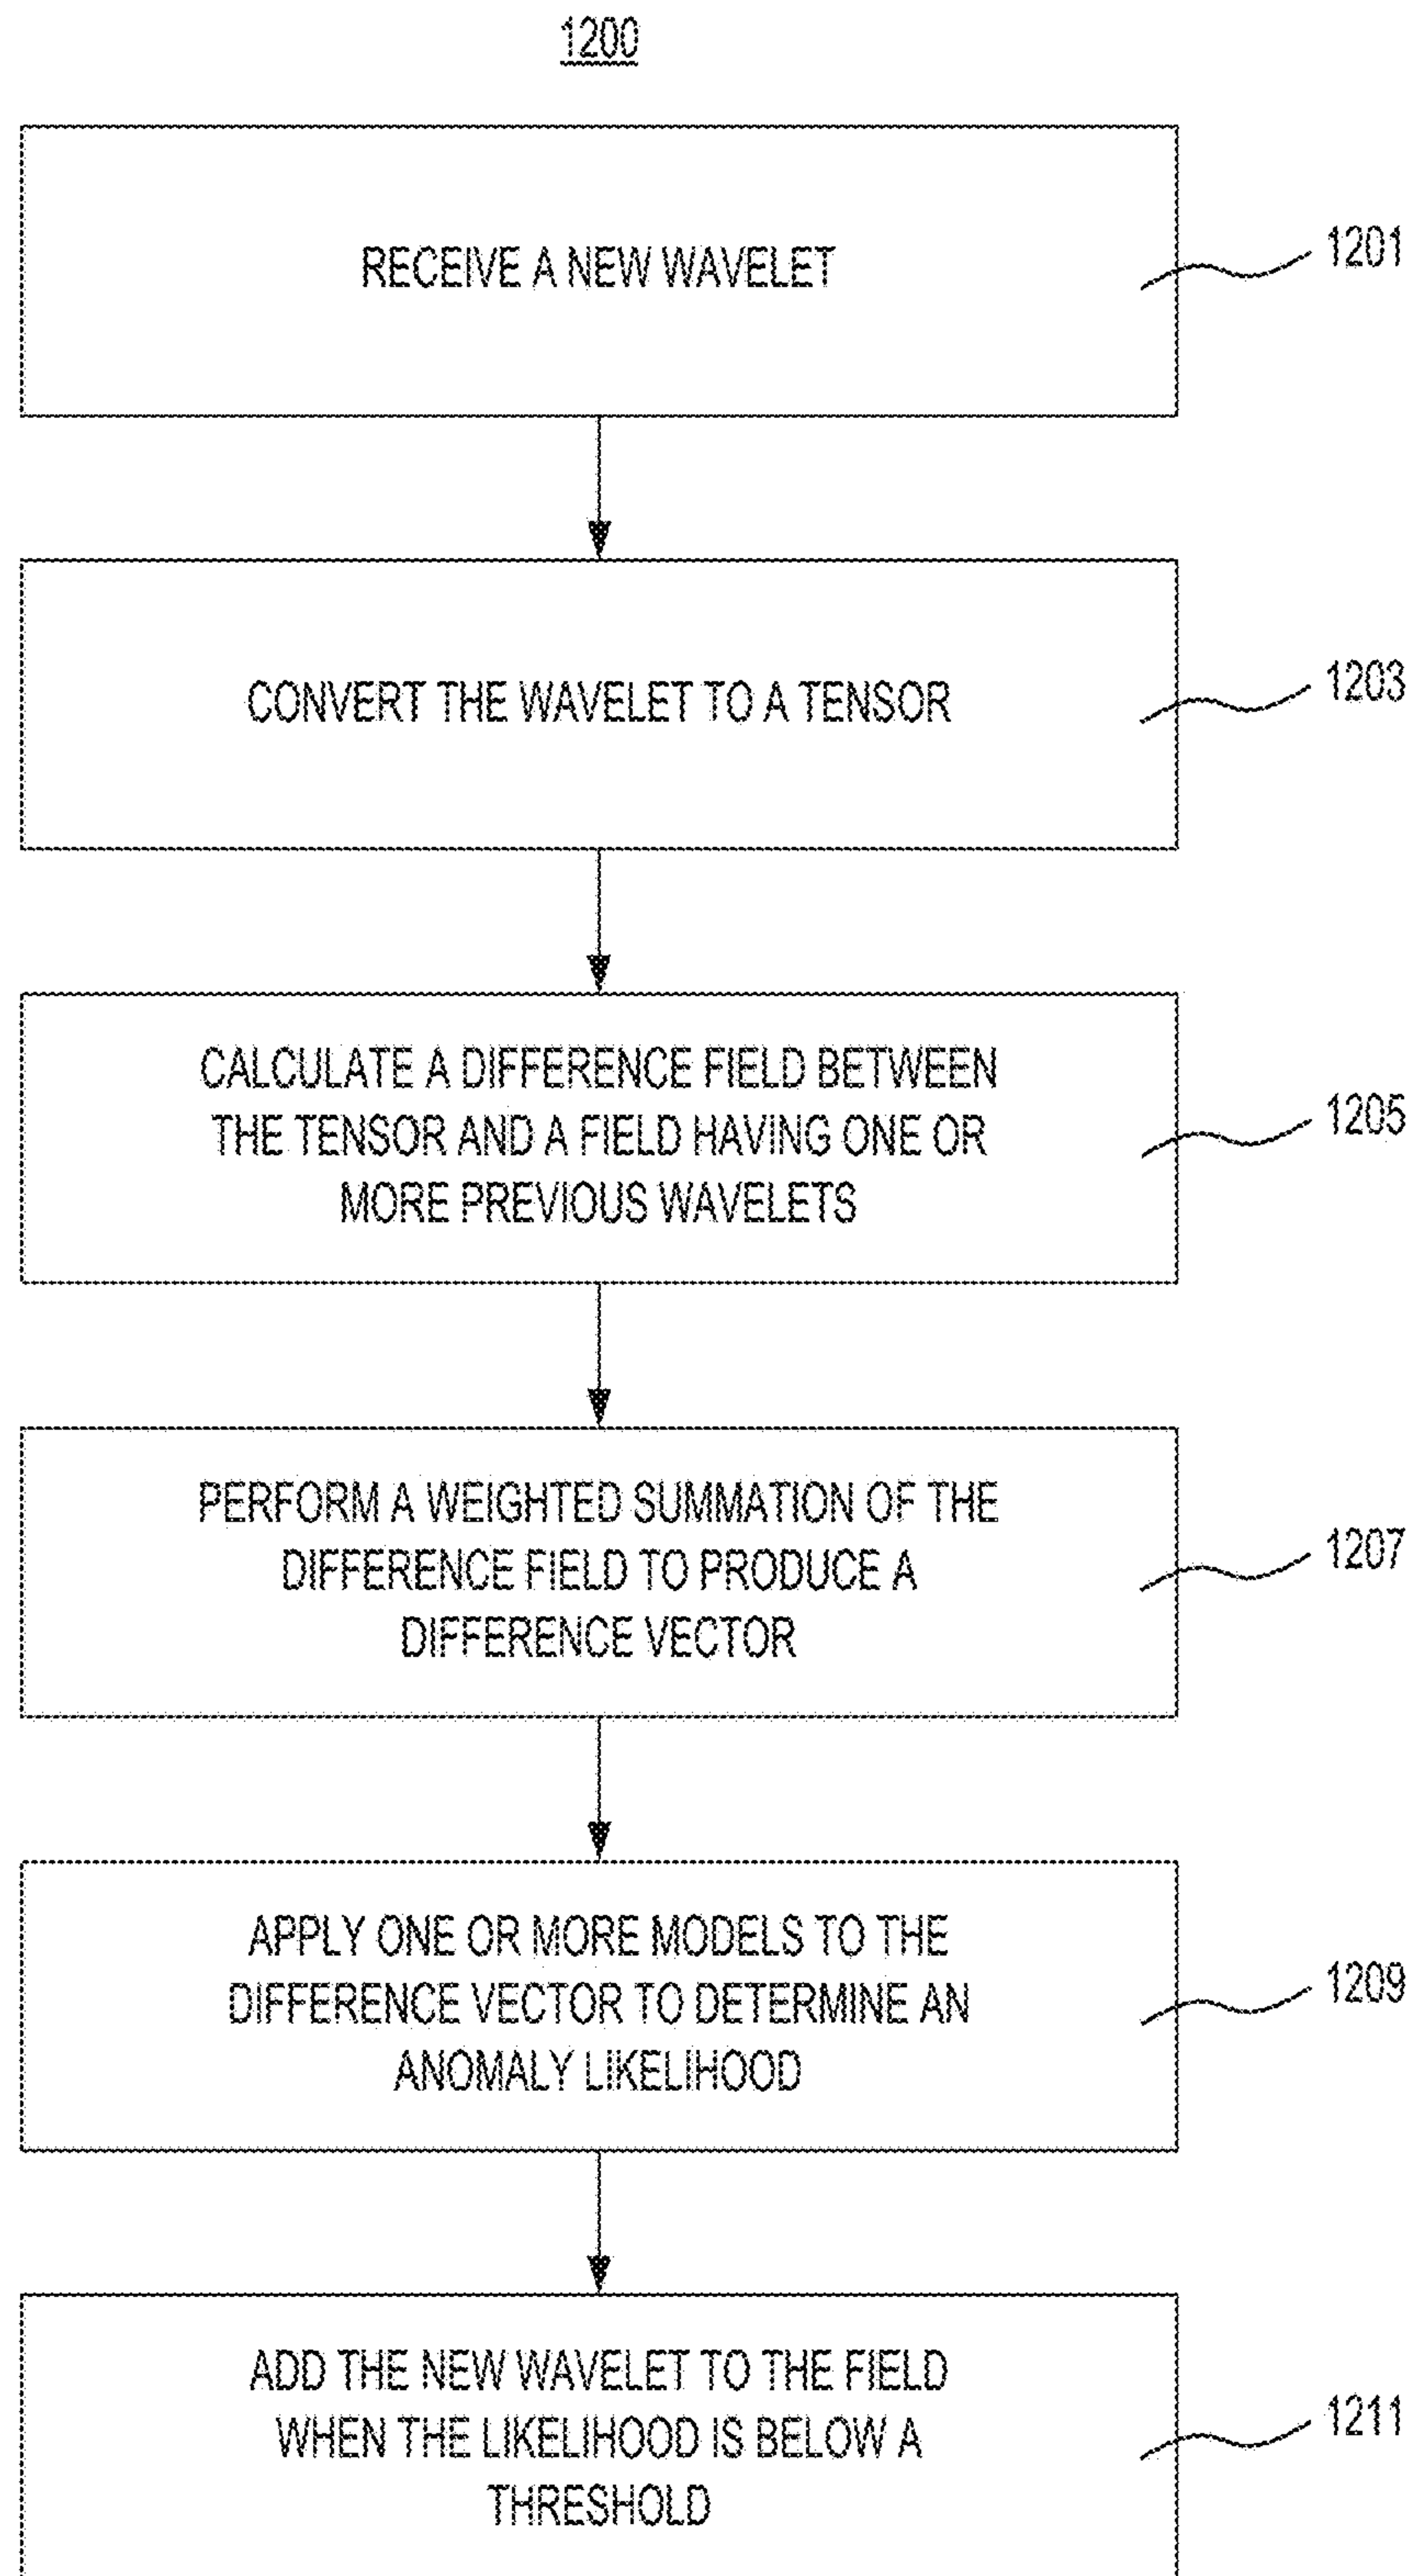 1200
RECEIVE A NEW WAVELET
1201
CONVERT THE WAVELET TO A TENSOR
1203
CALCULATE A DIFFERENCE FIELD BETWEEN
THE TENSOR AND A FIELD HAVING ONE OR
MORE PREVIOUS WAVELETS
1205
PERFORM A WEIGHTED SUMMATION OF THE
DIFFERENCE FIELD TO PRODUCE A
DIFFERENCE VECTOR
1207
APPLY ONE OR MORE MODELS TO THE
DIFFERENCE VECTOR TO DETERMINE AN
ANOMALY LIKELIHOOD
1209
ADD THE NEW WAVELET TO THE FIELD
WHEN THE LIKELIHOOD IS BELOW A
THRESHOLD
1211